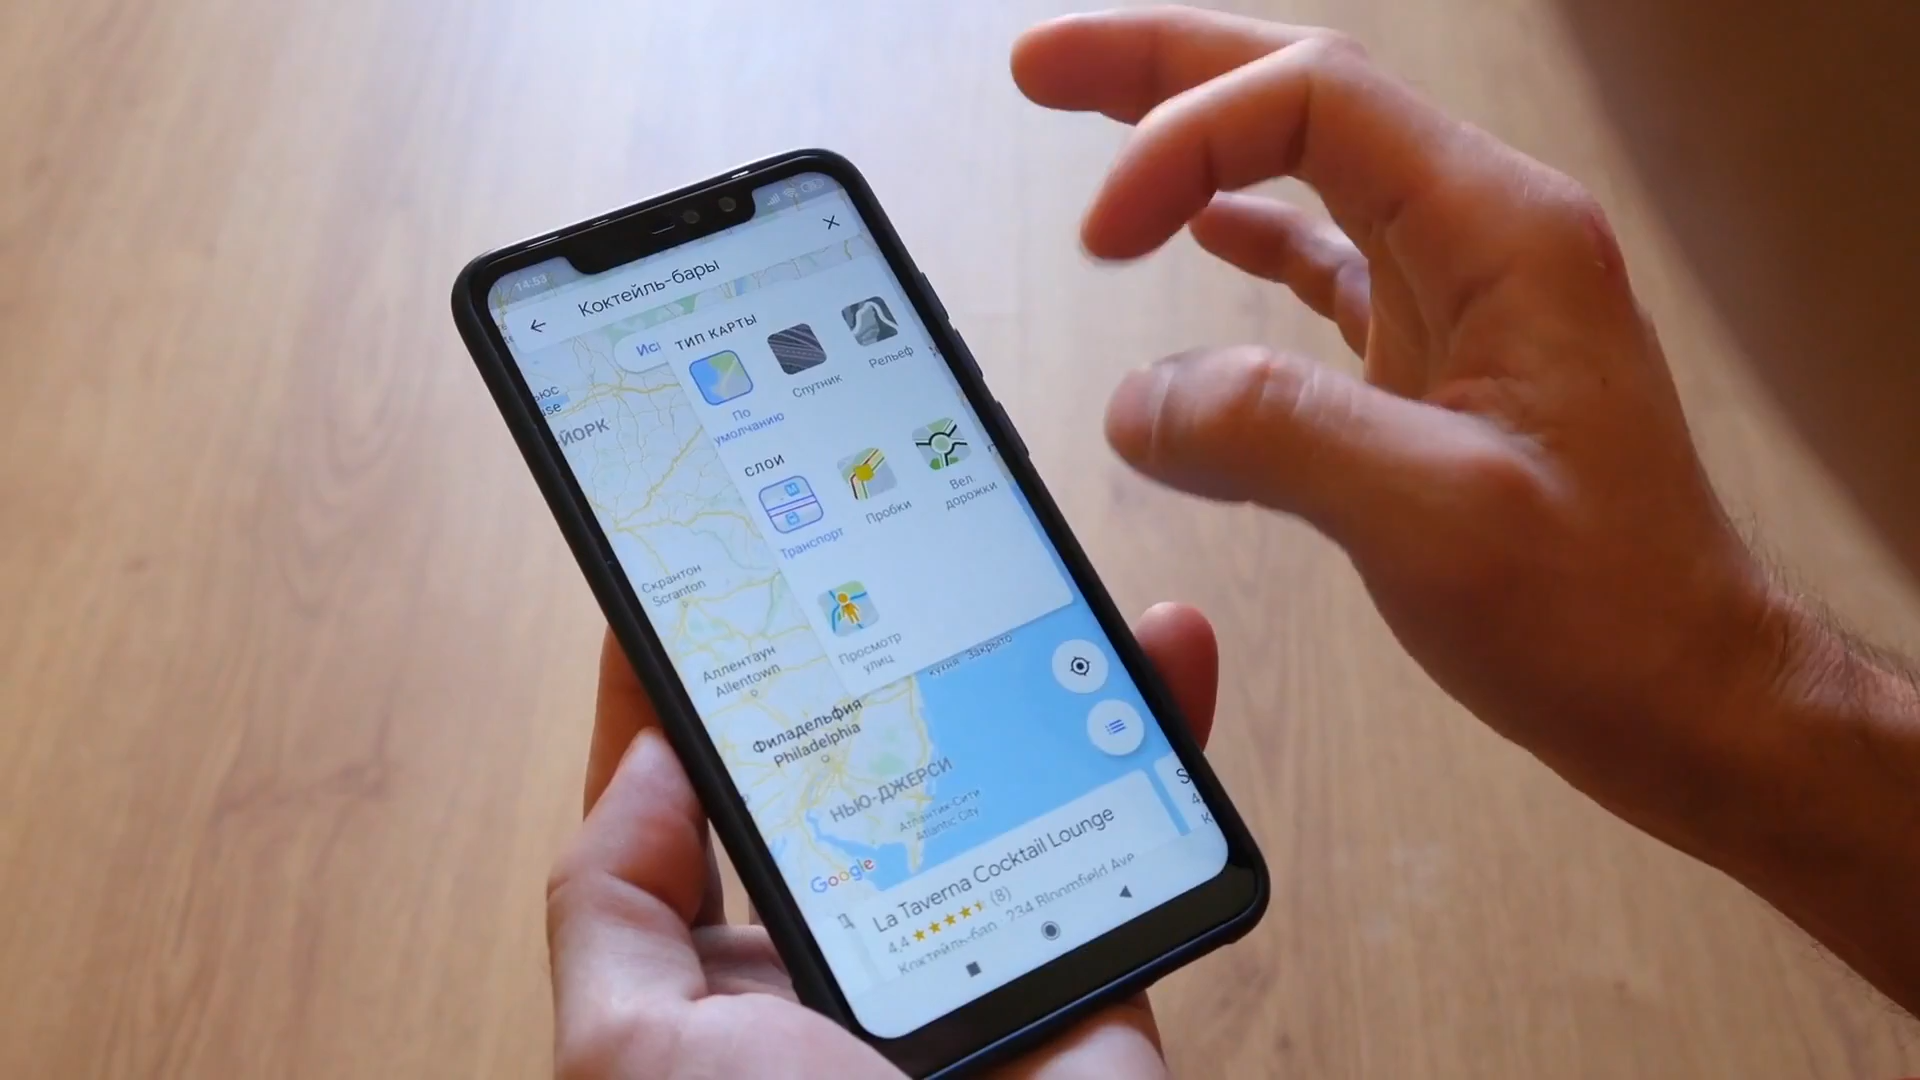 14:53
Коктейль-бары
ТИП КАРТЫ
По
умолчанию
Спутник
Рельеф
СЛОИ
Транспорт
Пробки
Вел.
дорожки
Просмотр
улиц
ЙОРК
Скрантон
Scranton
Аллентаун
Allentown
Филадельфия
Philadelphia
НЬЮ-ДЖЕРСИ
Атлантик-Сити
Atlantic City
кухня Закрыто
Google
La Taverna Cocktail Lounge
4,4 (8)
Коктейль-бар · 234 Bloomfield Ave